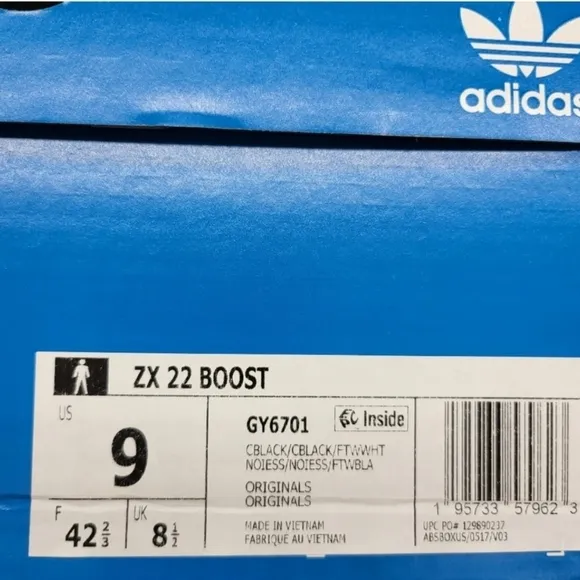 adidas
ZX 22 BOOST
US
9
F 42 2/3
UK 8 1/2
GY6701
Inside
CBLACK/CBLACK/FTWWHT
NOIESS/NOIESS/FTWBLA
ORIGINALS
ORIGINALS
MADE IN VIETNAM
FABRIQUÉ AU VIETNAM
1 95733 57962 3
UPC PO# 129890237
ABSBOXUS/0517/V03